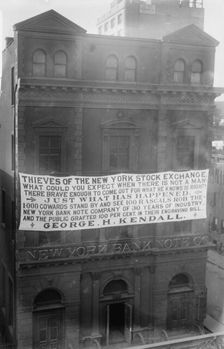 THIEVES OF THE NEW YORK STOCK EXCHANGE
WHAT COULD YOU EXPECT WHEN THERE IS NOT A MAN
THERE BRAVE ENOUGH TO COME OUT FOR WHAT HE KNOWS IS RIGHT?
JUST WHAT HAS HAPPENED.
1000 COWARDS STAND BY AND SEE 100 RASCALS ROB THE
NEW YORK BANK NOTE COMPANY OF 30 YEARS OF INDUSTRY,
AND THE PUBLIC GRAFTED 100 PER CENT. IN THEIR ENGRAVING BILL
GEORGE H. KENDALL.
NEW YORK BANK NOTE